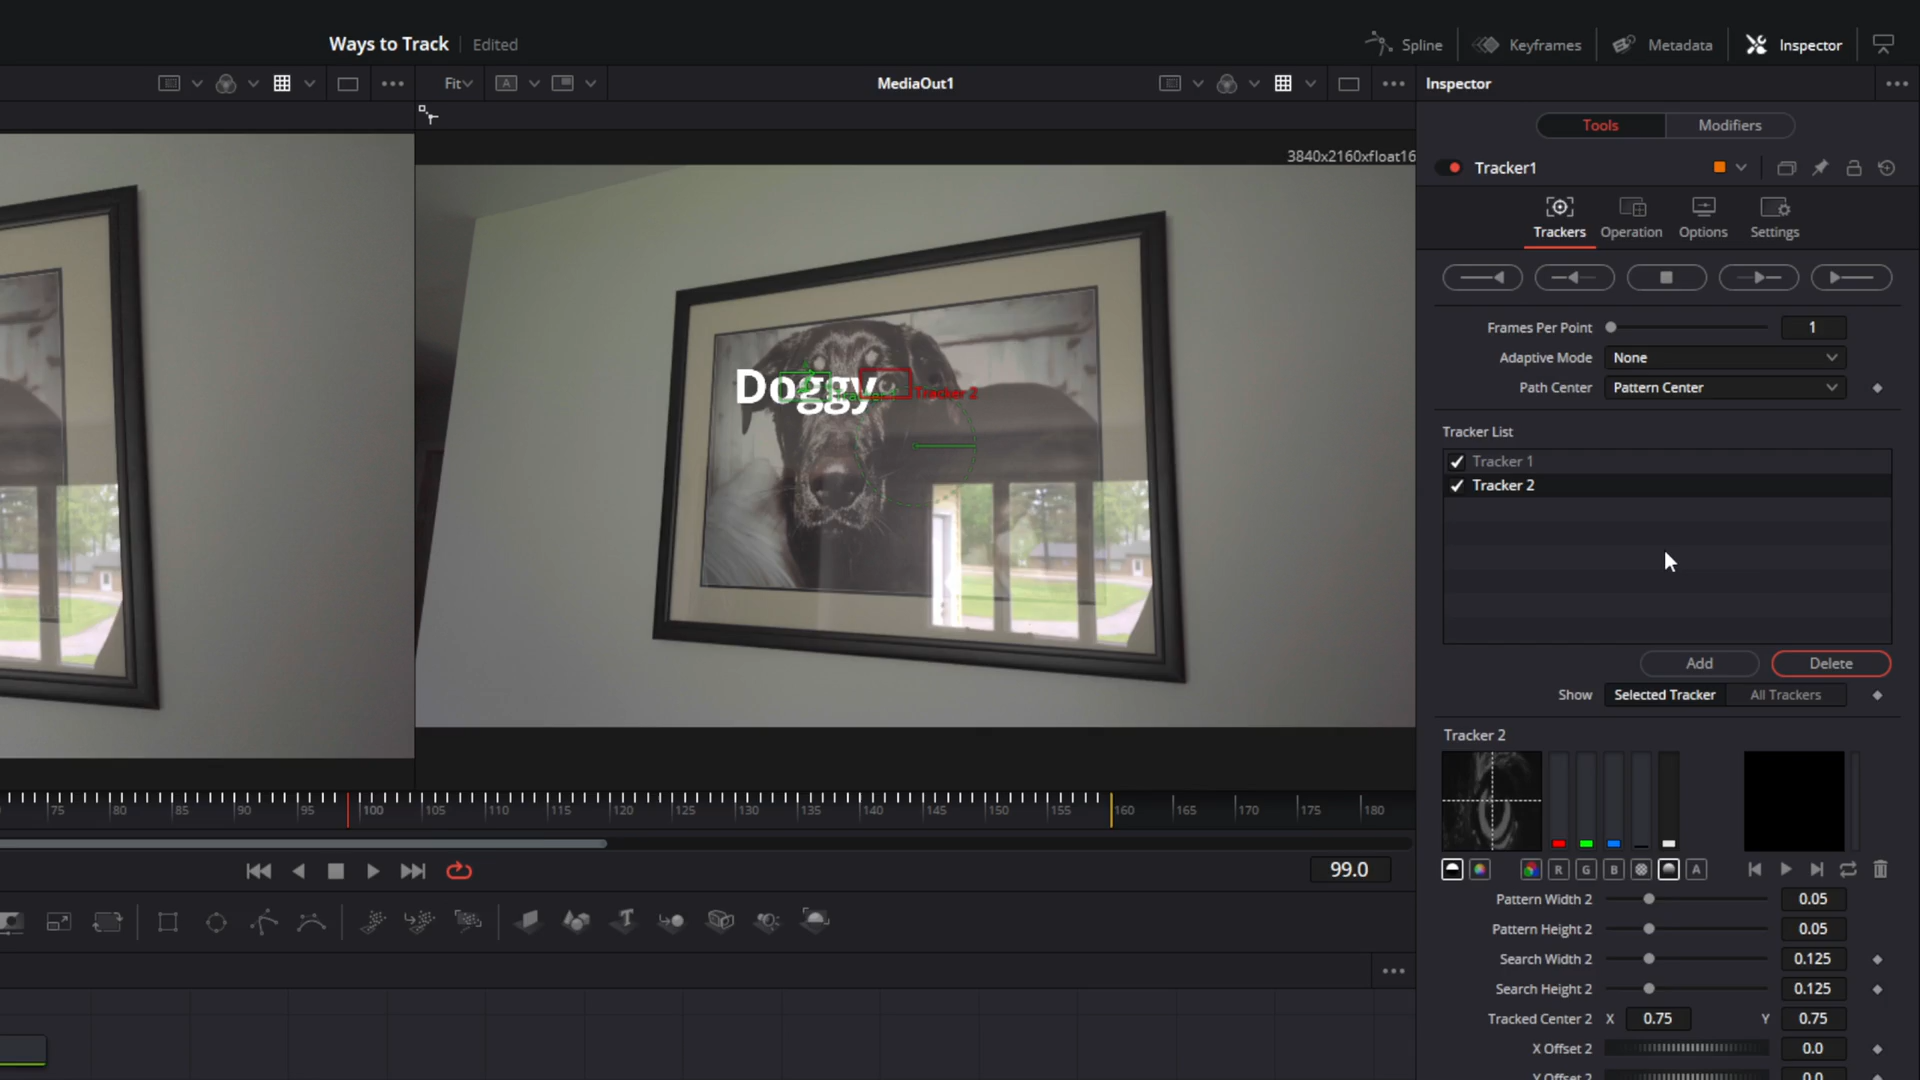 Ways to Track
Edited
Spline
Keyframes
Metadata
Inspector
Fit
A
MediaOut1
Inspector
Tools
Modifiers
3840x2160xfloat16
Tracker1
Trackers
Operation
Options
Settings
Frames Per Point
1
Adaptive Mode
None
Path Center
Pattern Center
Doggy
Tracker 2
Tracker List
Tracker 1
Tracker 2
Add
Delete
Show
Selected Tracker
All Trackers
Tracker 2
75 80 85 90 95 100 105 110 115 120 125 130 135 140 145 150 155 160 165 170 175 180
99.0
R G B A
Pattern Width 2
0.05
Pattern Height 2
0.05
Search Width 2
0.125
Search Height 2
0.125
Tracked Center 2 X 0.75 Y 0.75
X Offset 2
0.0
Y Offset 2
0.0